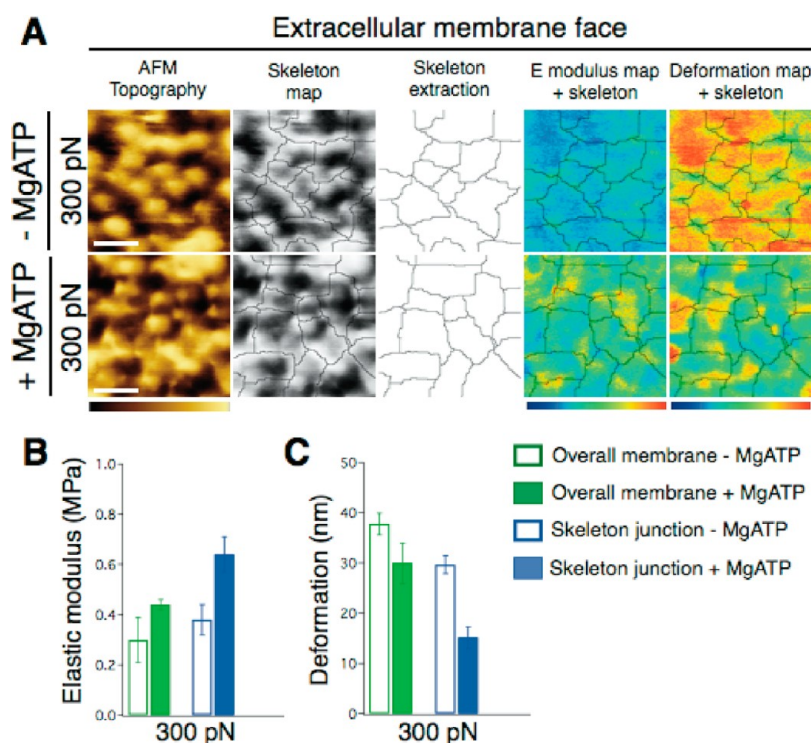 A
Extracellular membrane face
AFM
Topography
Skeleton
map
Skeleton
extraction
E modulus map
+ skeleton
Deformation map
+ skeleton
- MgATP
300 pN
+ MgATP
300 pN
B
Elastic modulus (MPa)
1.0
0.8
0.6
0.4
0.2
0.0
300 pN
C
Deformation (nm)
50
40
30
20
10
0
300 pN
Overall membrane - MgATP
Overall membrane + MgATP
Skeleton junction - MgATP
Skeleton junction + MgATP